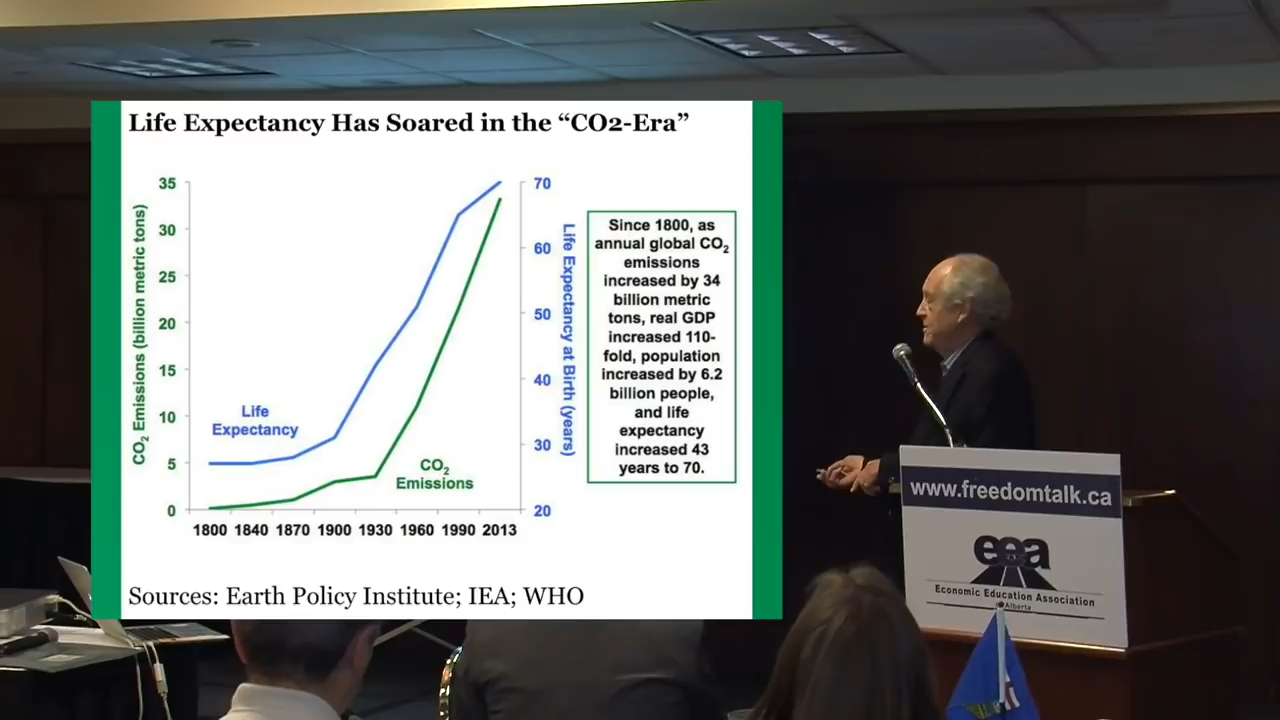 Life Expectancy Has Soared in the “CO2-Era”
CO₂ Emissions (billion metric tons)
35
30
25
20
15
10
5
0
70
60
50
40
30
20
Life Expectancy at Birth (years)
Life
Expectancy
CO₂
Emissions
1800 1840 1870 1900 1930 1960 1990 2013
Since 1800, as
annual global CO₂
emissions
increased by 34
billion metric
tons, real GDP
increased 110-
fold, population
increased by 6.2
billion people,
and life
expectancy
increased 43
years to 70.
Sources: Earth Policy Institute; IEA; WHO
www.freedomtalk.ca
eea
Economic Education Association
of Alberta